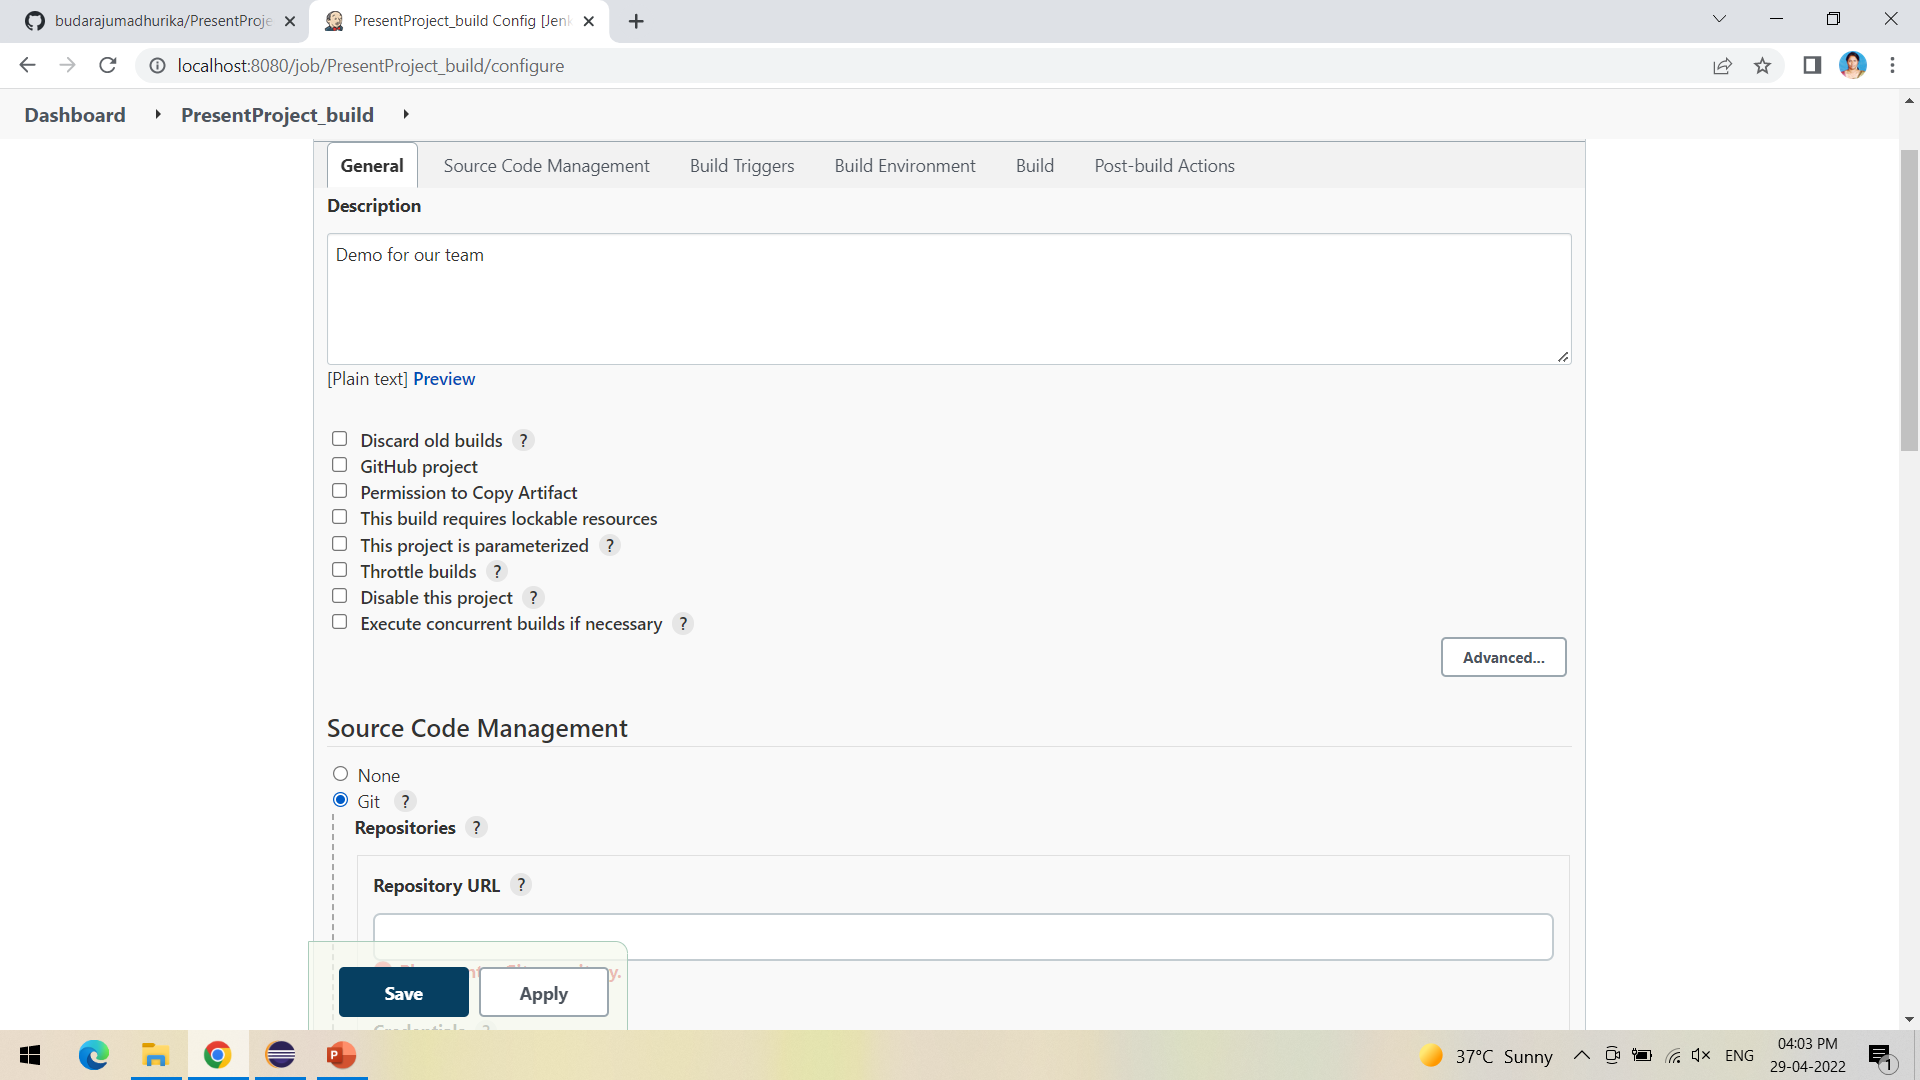 budarajumadhurika/PresentProje
PresentProject_build Config [Jen
localhost:8080/job/PresentProject_build/configure
Dashboard PresentProject_build
General Source Code Management Build Triggers Build Environment Build Post-build Actions
Description
Demo for our team
[Plain text] Preview
Discard old builds ?
GitHub project
Permission to Copy Artifact
This build requires lockable resources
This project is parameterized ?
Throttle builds ?
Disable this project ?
Execute concurrent builds if necessary ?
Advanced...
Source Code Management
None
Git ?
Repositories ?
Repository URL ?
Save Apply
Credentials ?
37°C Sunny ENG 04:03 PM
29-04-2022
1